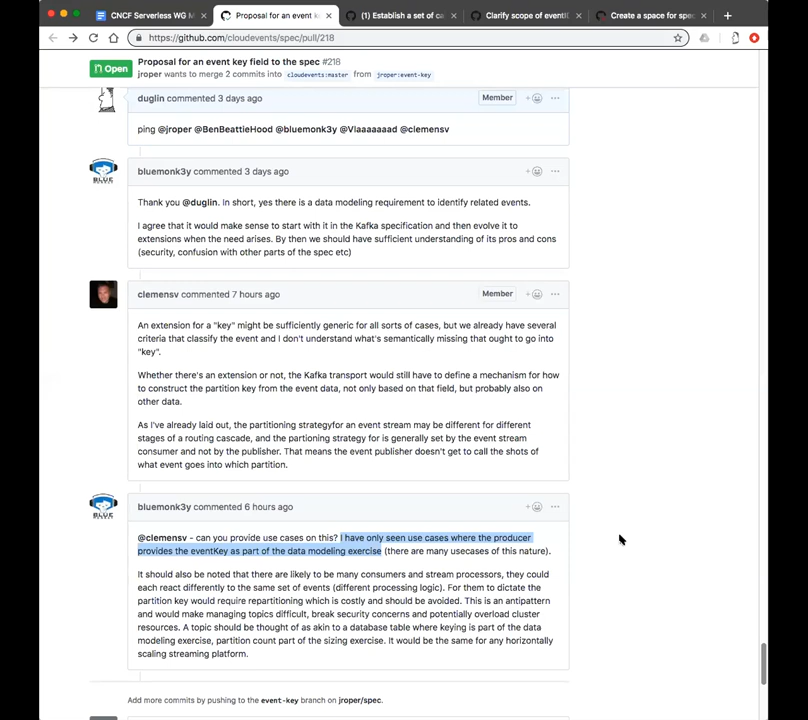 CNCF Serverless WG M
Proposal for an event k
(1) Establish a set of ca
Clarify scope of event
Create a space for spec
https://github.com/cloudevents/spec/pull/218
Open
Proposal for an event key field to the spec #218
jroper wants to merge 2 commits into cloudevents:master from jroper:event-key
duglin commented 3 days ago
Member
ping @jroper @BenBeattieHood @bluemonk3y @Vlaaaaaaad @clemensv
BLUE
bluemonk3y commented 3 days ago
Thank you @duglin. In short, yes there is a data modeling requirement to identify related events.
I agree that it would make sense to start with it in the Kafka specification and then evolve it to
extensions when the need arises. By then we should have sufficient understanding of its pros and cons
(security, confusion with other parts of the spec etc)
clemensv commented 7 hours ago
Member
An extension for a "key" might be sufficiently generic for all sorts of cases, but we already have several
criteria that classify the event and I don't understand what's semantically missing that ought to go into
"key".
Whether there's an extension or not, the Kafka transport would still have to define a mechanism for how
to construct the partition key from the event data, not only based on that field, but probably also on
other data.
As I've already laid out, the partitioning strategyfor an event stream may be different for different
stages of a routing cascade, and the partioning strategy for is generally set by the event stream
consumer and not by the publisher. That means the event publisher doesn't get to call the shots of
what event goes into which partition.
BLUE
bluemonk3y commented 6 hours ago
@clemensv - can you provide use cases on this? I have only seen use cases where the producer
provides the eventKey as part of the data modeling exercise (there are many usecases of this nature).
It should also be noted that there are likely to be many consumers and stream processors, they could
each react differently to the same set of events (different processing logic). For them to dictate the
partition key would require repartitioning which is costly and should be avoided. This is an antipattern
and would make managing topics difficult, break security concerns and potentially overload cluster
resources. A topic should be thought of as akin to a database table where keying is part of the data
modeling exercise, partition count part of the sizing exercise. It would be the same for any horizontally
scaling streaming platform.
Add more commits by pushing to the event-key branch on jroper/spec.